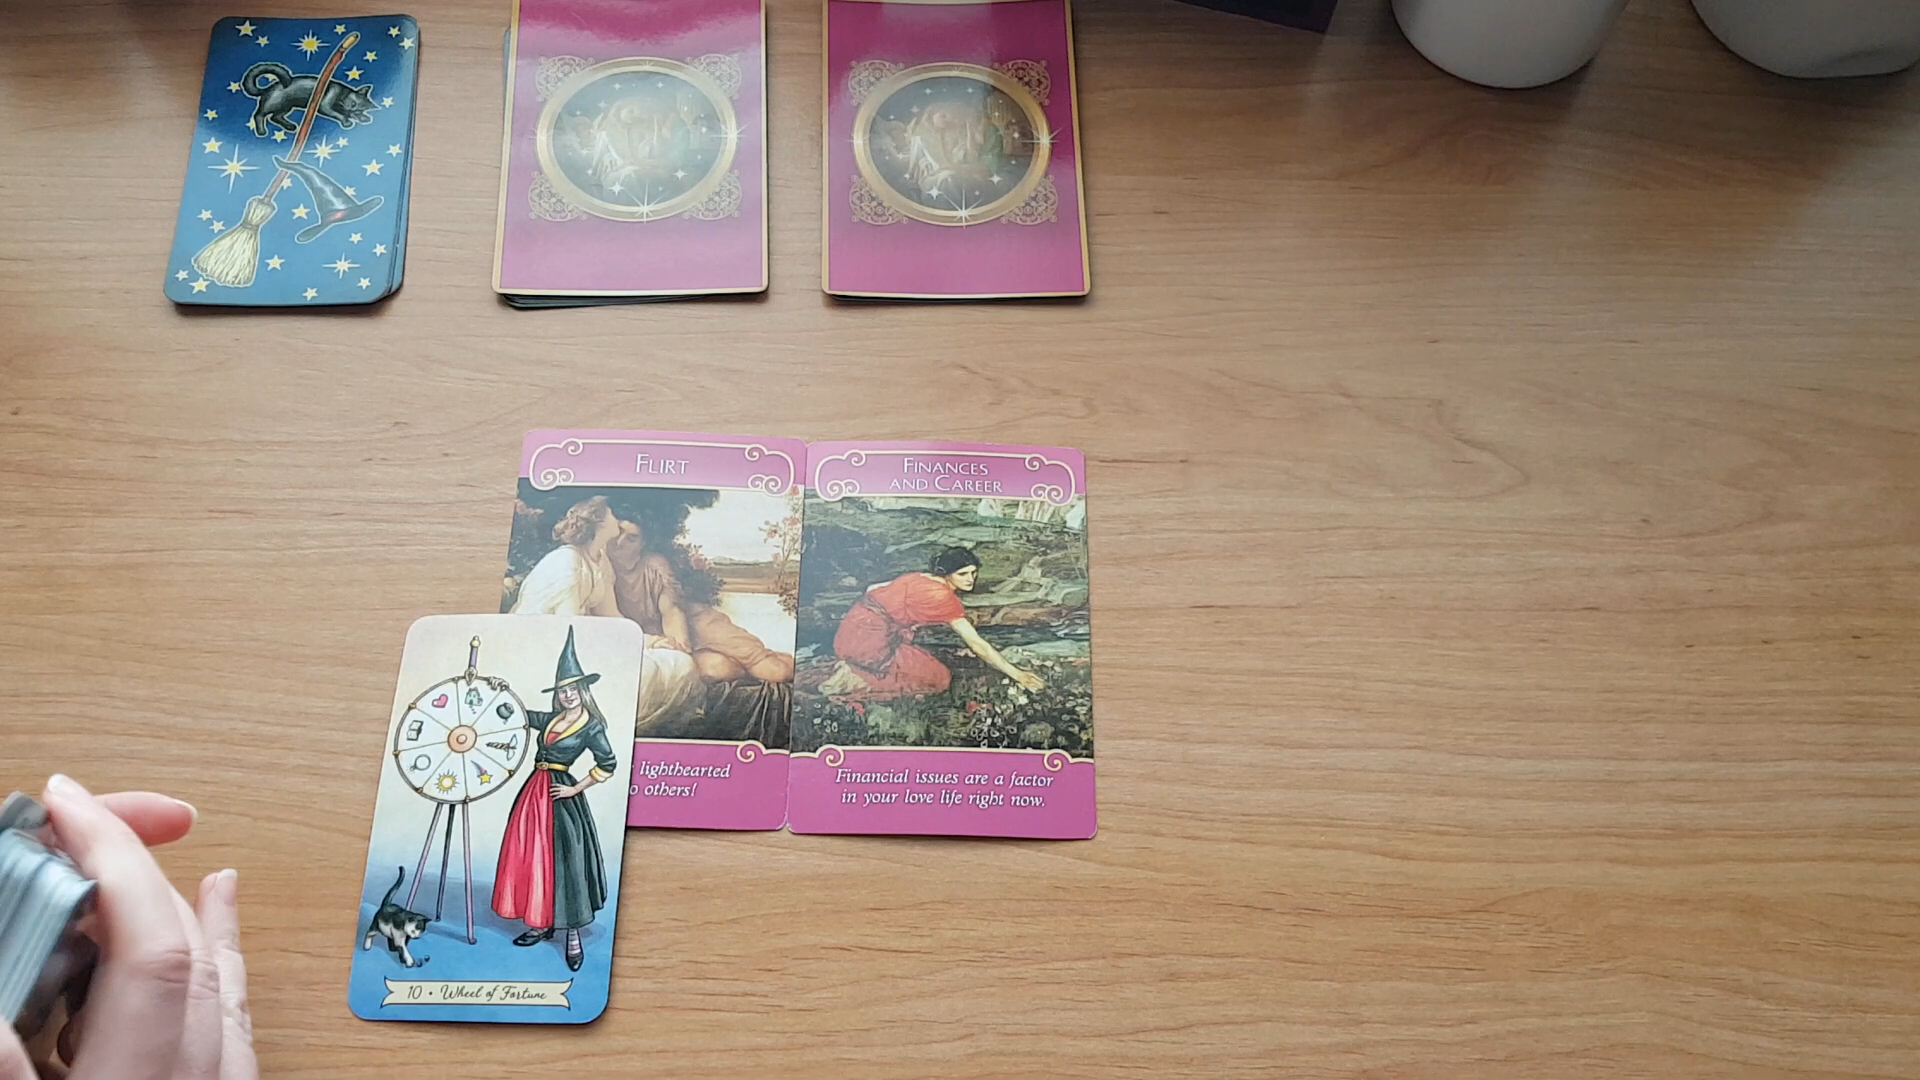 FLIRT
lighthearted
o others!
FINANCES
AND CAREER
Financial issues are a factor
in your love life right now.
10 • Wheel of Fortune